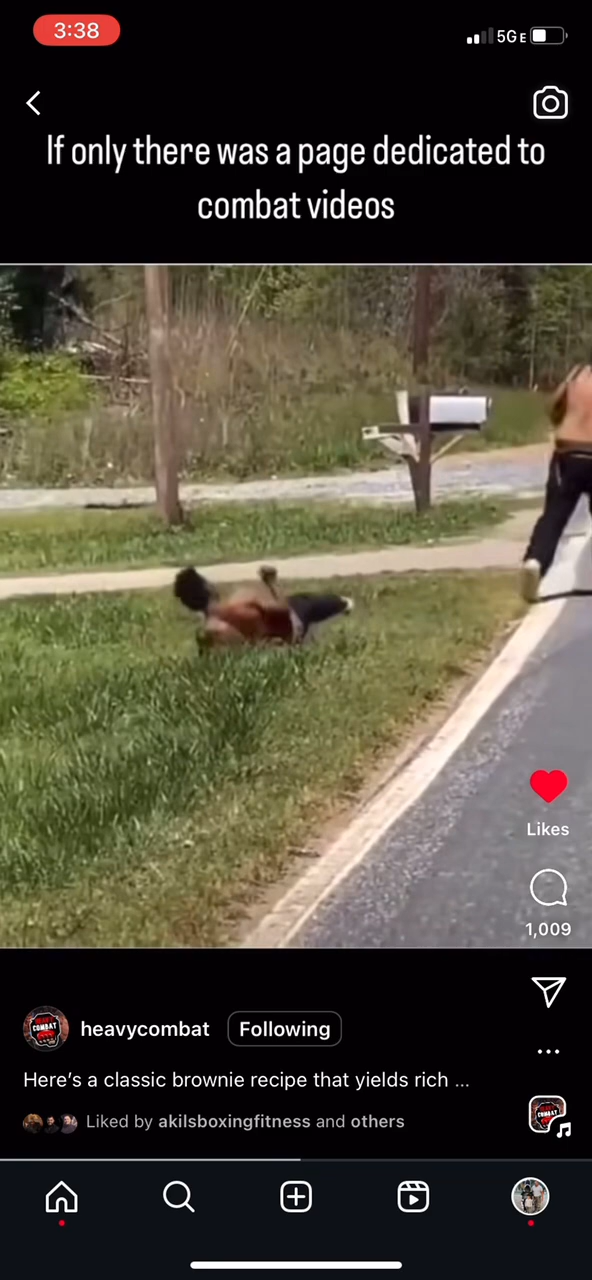 3:38
5GE
If only there was a page dedicated to
combat videos
Likes
1,009
heavycombat
Following
Here's a classic brownie recipe that yields rich ...
Liked by akilsboxingfitness and others